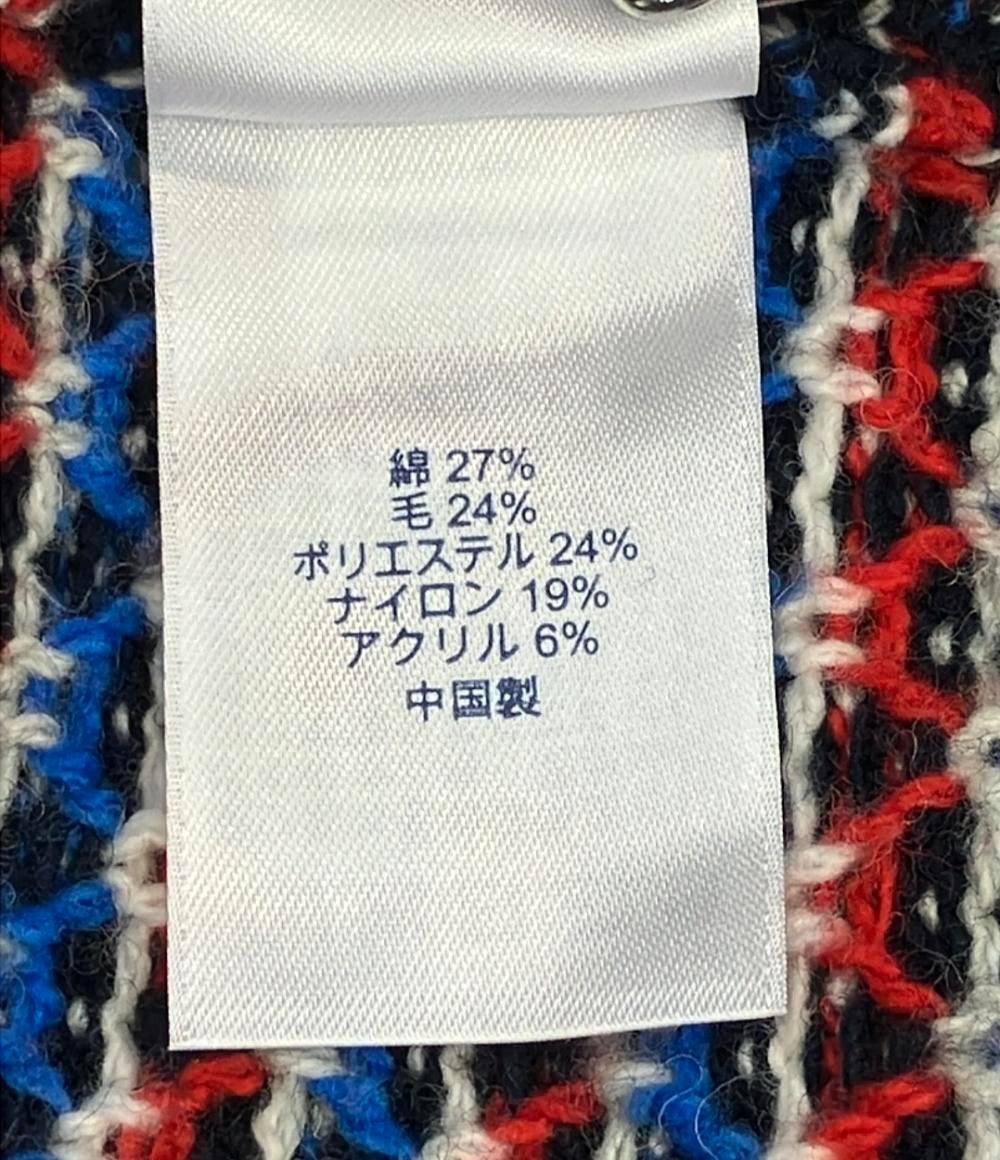 綿 27%
毛 24%
ポリエステル 24%
ナイロン 19%
アクリル 6%
中国製